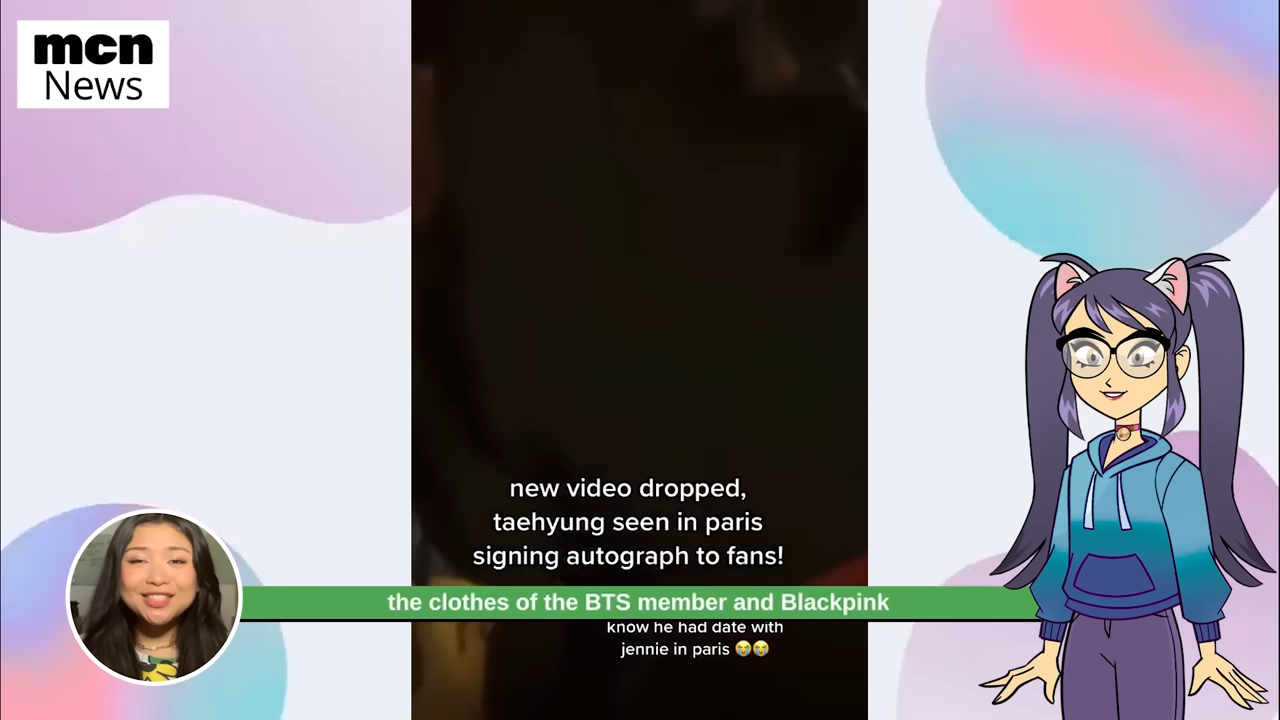 mcn
News
new video dropped,
taehyung seen in paris
signing autograph to fans!
the clothes of the BTS member and Blackpink
know he had date with
jennie in paris 😭😭